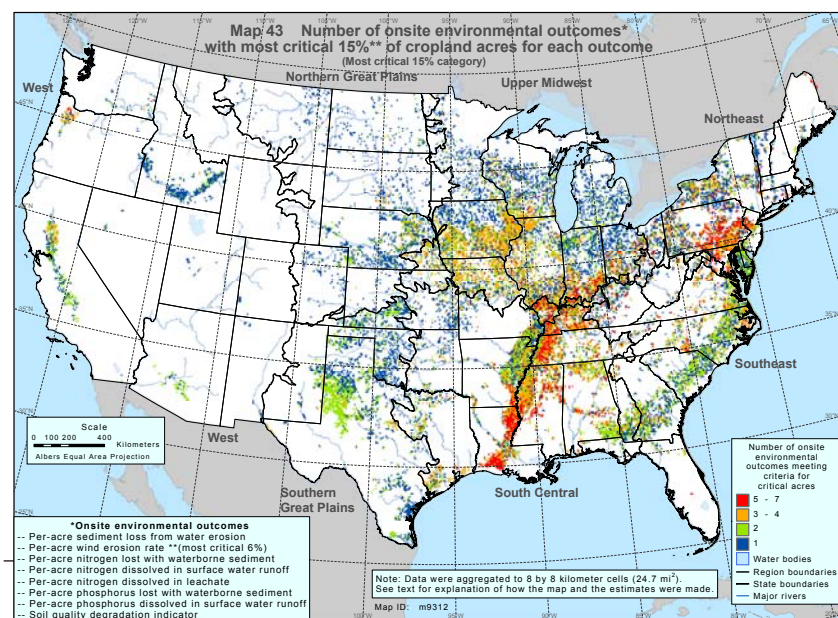 Map 43 Number of onsite environmental outcomes*
with most critical 15%** of cropland acres for each outcome
(Most critical 15% category)
Northern Great Plains
Upper Midwest
West
Northeast
Southeast
South Central
Southern
Great Plains
West
Scale
0 100 200 400 Kilometers
Albers Equal Area Projection
*Onsite environmental outcomes
-- Per-acre sediment loss from water erosion
-- Per-acre wind erosion rate **(most critical 6%)
-- Per-acre nitrogen lost with waterborne sediment
-- Per-acre nitrogen dissolved in surface water runoff
-- Per-acre nitrogen dissolved in leachate
-- Per-acre phosphorus lost with waterborne sediment
-- Per-acre phosphorus dissolved in surface water runoff
-- Soil quality degradation indicator
Note: Data were aggregated to 8 by 8 kilometer cells (24.7 mi²).
See text for explanation of how the map and the estimates were made.
Map ID: m9312
Number of onsite
environmental
outcomes meeting
criteria for
critical acres
5 - 7
3 - 4
2
1
Water bodies
Region boundaries
State boundaries
Major rivers